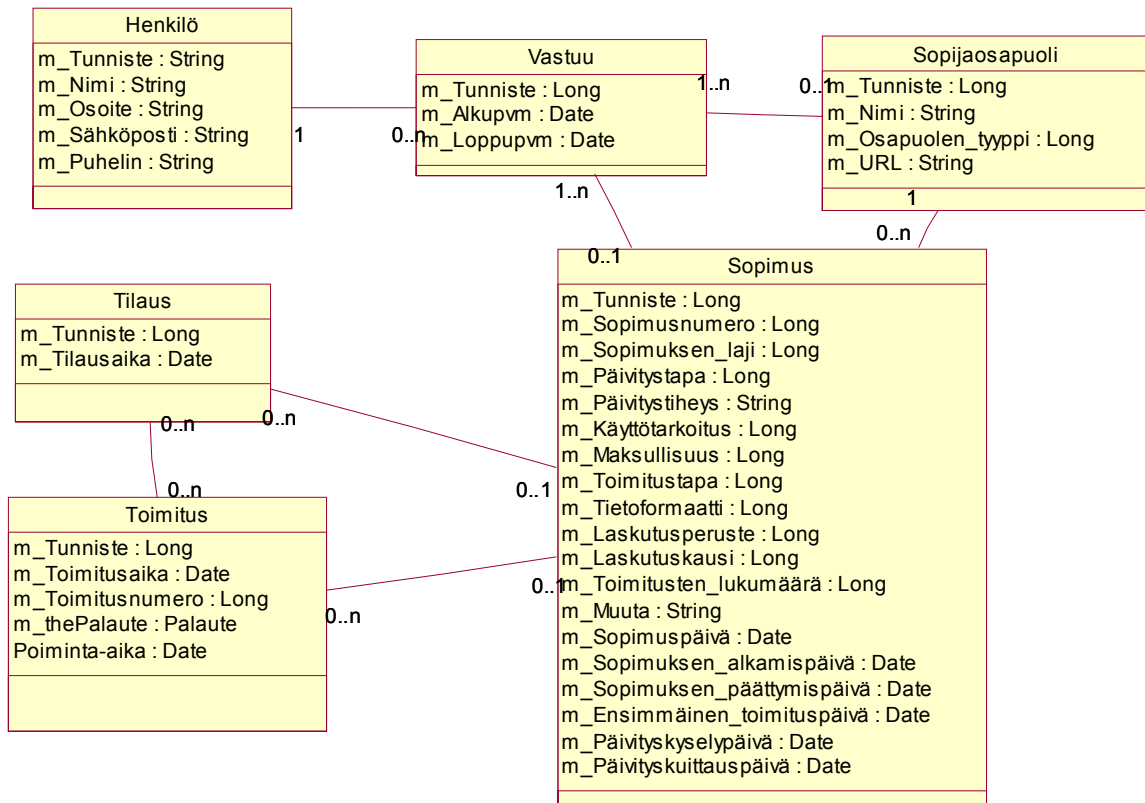 Henkilö
m_Tunniste : String
m_Nimi : String
m_Osoite : String
m_Sähköposti : String
m_Puhelin : String
1
0..n
Vastuu
m_Tunniste : Long
m_Alkupvm : Date
m_Loppupvm : Date
1..n
0..1
Sopijaosapuoli
m_Tunniste : Long
m_Nimi : String
m_Osapuolen_tyyppi : Long
m_URL : String
1
0..n
1..n
0..1
Tilaus
m_Tunniste : Long
m_Tilausaika : Date
0..n
0..n
0..n
0..1
Toimitus
m_Tunniste : Long
m_Toimitusaika : Date
m_Toimitusnumero : Long
m_thePalaute : Palaute
Poiminta-aika : Date
0..n
0..1
Sopimus
m_Tunniste : Long
m_Sopimusnumero : Long
m_Sopimuksen_laji : Long
m_Päivitystapa : Long
m_Päivitystiheys : String
m_Käyttötarkoitus : Long
m_Maksullisuus : Long
m_Toimitustapa : Long
m_Tietoformaatti : Long
m_Laskutusperuste : Long
m_Laskutuskausi : Long
m_Toimitusten_lukumäärä : Long
m_Muuta : String
m_Sopimuspäivä : Date
m_Sopimuksen_alkamispäivä : Date
m_Sopimuksen_päättymispäivä : Date
m_Ensimmäinen_toimituspäivä : Date
m_Päivityskyselypäivä : Date
m_Päivityskuittauspäivä : Date